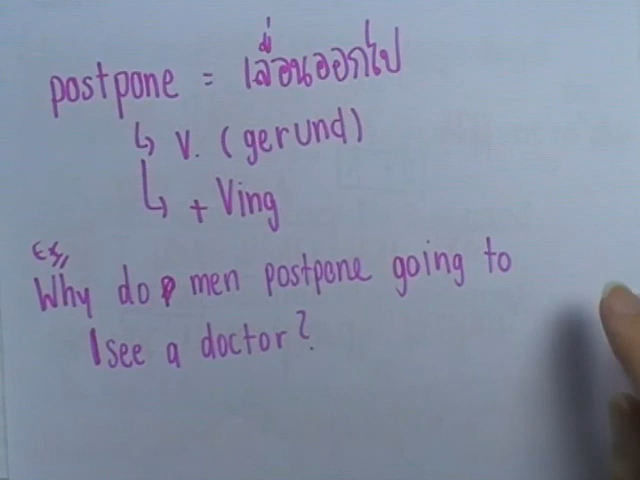 postpone = เลื่อนออกไป
↳ v. (gerund)
↳ + Ving
Ex,,
Why do men postpone going to
see a doctor?